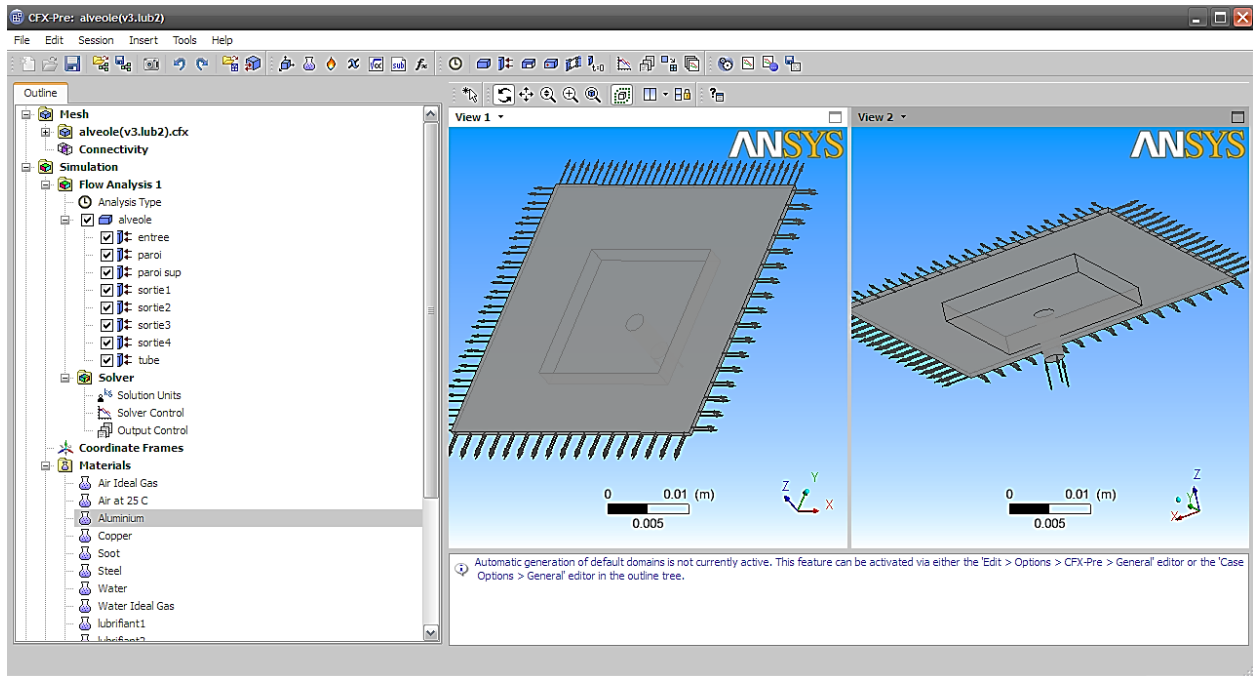 CFX-Pre: alveole(v3.lub2)
File Edit Session Insert Tools Help
Outline
Mesh
alveole(v3.lub2).cfx
Connectivity
Simulation
Flow Analysis 1
Analysis Type
alveole
entree
paroi
paroi sup
sortie1
sortie2
sortie3
sortie4
tube
Solver
Solution Units
Solver Control
Output Control
Coordinate Frames
Materials
Air Ideal Gas
Air at 25 C
Aluminium
Copper
Soot
Steel
Water
Water Ideal Gas
lubrifiant1
lubrifiant2
View 1
ANSYS
0 0.01 (m)
0.005
Z Y X
View 2
ANSYS
0 0.01 (m)
0.005
Z Y X
Automatic generation of default domains is not currently active. This feature can be activated via either the 'Edit > Options > CFX-Pre > General' editor or the 'Case
Options > General' editor in the outline tree.